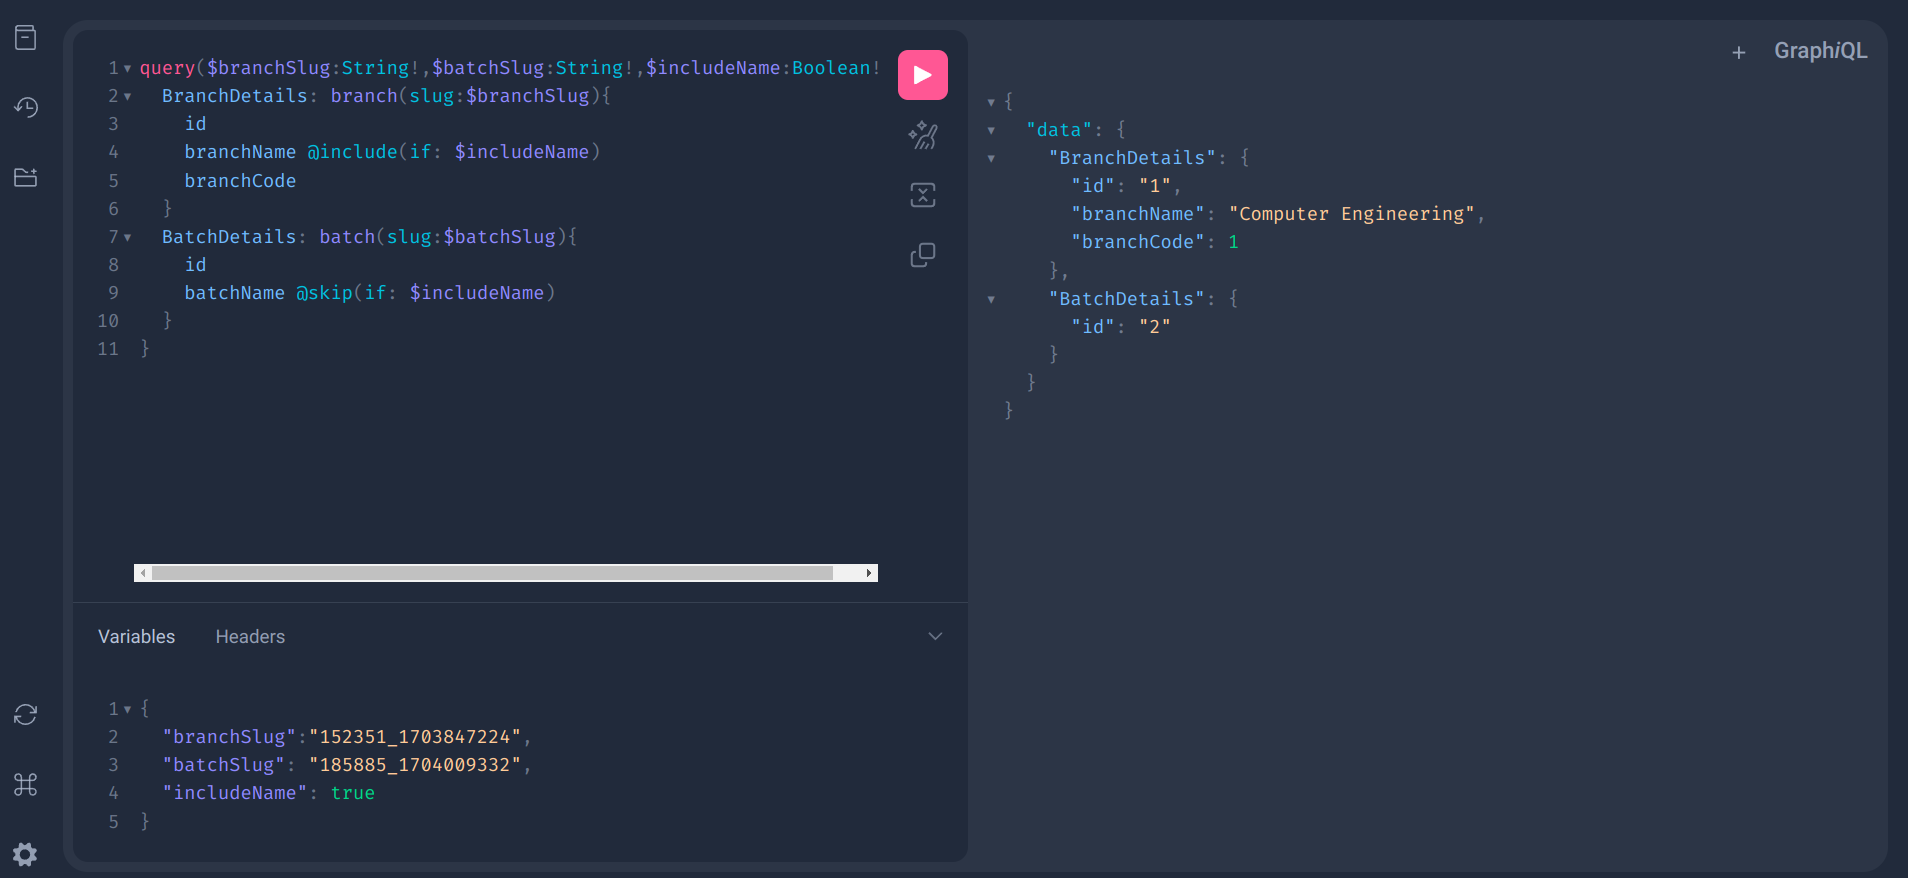 1 query($branchSlug:String!,$batchSlug:String!,$includeName:Boolean!
2 BranchDetails: branch(slug:$branchSlug){
3 id
4 branchName @include(if: $includeName)
5 branchCode
6 }
7 BatchDetails: batch(slug:$batchSlug){
8 id
9 batchName @skip(if: $includeName)
10 }
11 }
Variables Headers
1 {
2 "branchSlug":"152351_1703847224",
3 "batchSlug": "185885_1704009332",
4 "includeName": true
5 }
+ GraphiQL
{
"data": {
"BranchDetails": {
"id": "1",
"branchName": "Computer Engineering",
"branchCode": 1
},
"BatchDetails": {
"id": "2"
}
}
}